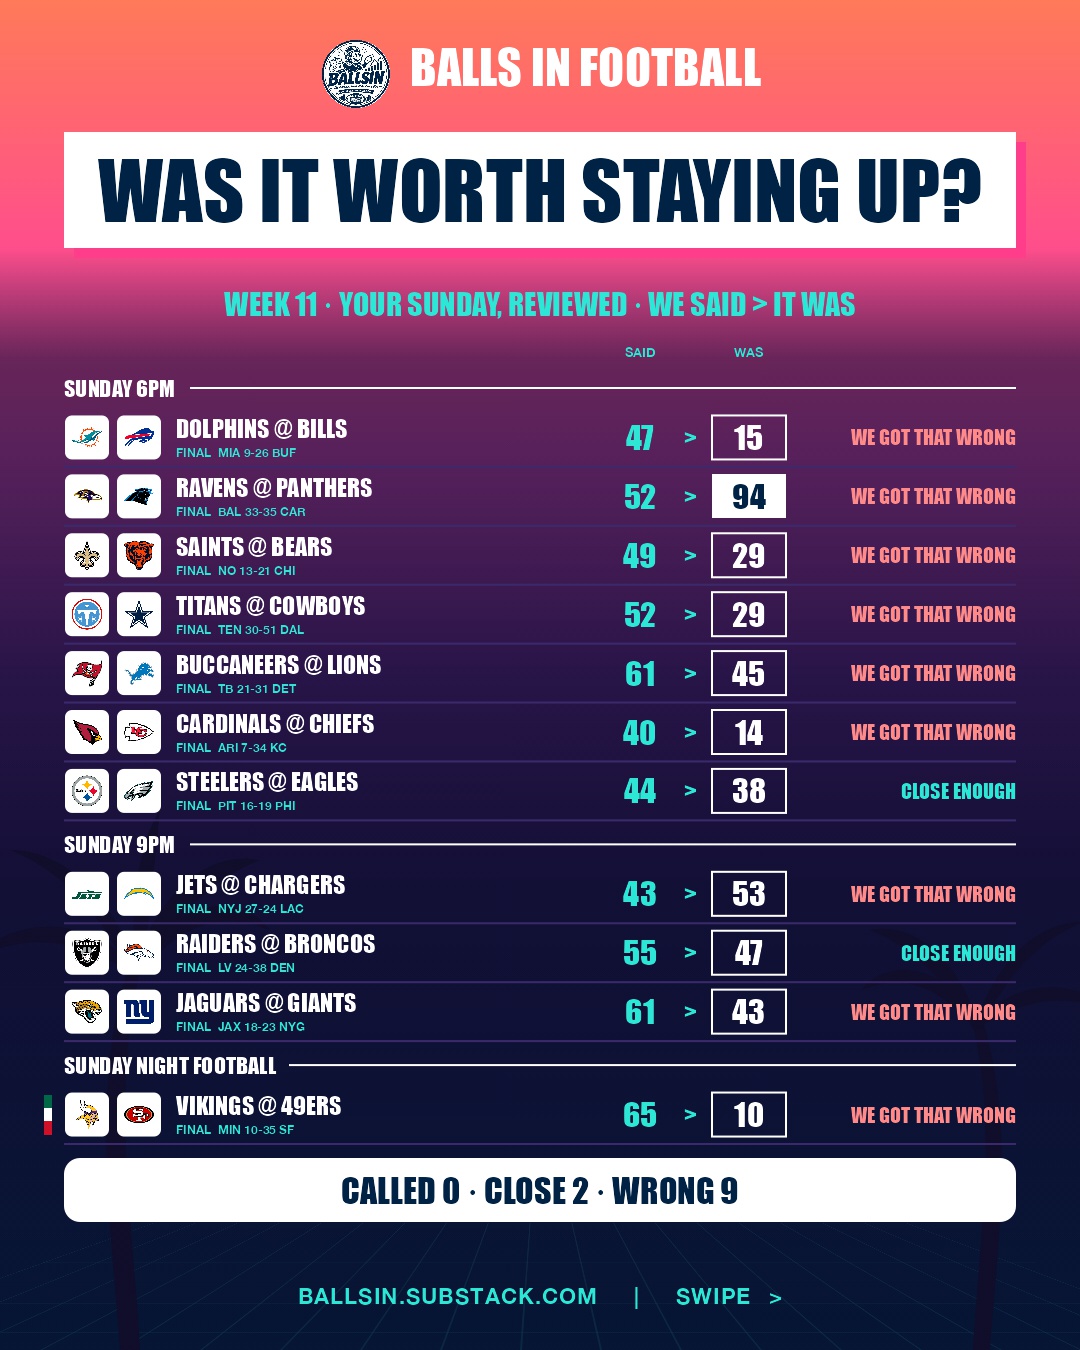 BALLSIN
BALLS IN FOOTBALL
WAS IT WORTH STAYING UP?
WEEK 11 · YOUR SUNDAY, REVIEWED · WE SAID > IT WAS
SAID WAS
SUNDAY 6PM
DOLPHINS @ BILLS 47 > 15 WE GOT THAT WRONG
FINAL MIA 9-26 BUF
RAVENS @ PANTHERS 52 > 94 WE GOT THAT WRONG
FINAL BAL 33-35 CAR
SAINTS @ BEARS 49 > 29 WE GOT THAT WRONG
FINAL NO 13-21 CHI
TITANS @ COWBOYS 52 > 29 WE GOT THAT WRONG
FINAL TEN 30-51 DAL
BUCCANEERS @ LIONS 61 > 45 WE GOT THAT WRONG
FINAL TB 21-31 DET
CARDINALS @ CHIEFS 40 > 14 WE GOT THAT WRONG
FINAL ARI 7-34 KC
STEELERS @ EAGLES 44 > 38 CLOSE ENOUGH
FINAL PIT 16-19 PHI
SUNDAY 9PM
JETS JETS @ CHARGERS 43 > 53 WE GOT THAT WRONG
FINAL NYJ 27-24 LAC
RAIDERS RAIDERS @ BRONCOS 55 > 47 CLOSE ENOUGH
FINAL LV 24-38 DEN
ny JAGUARS @ GIANTS 61 > 43 WE GOT THAT WRONG
FINAL JAX 18-23 NYG
SUNDAY NIGHT FOOTBALL
SF VIKINGS @ 49ERS 65 > 10 WE GOT THAT WRONG
FINAL MIN 10-35 SF
CALLED 0 · CLOSE 2 · WRONG 9
BALLSIN.SUBSTACK.COM | SWIPE >